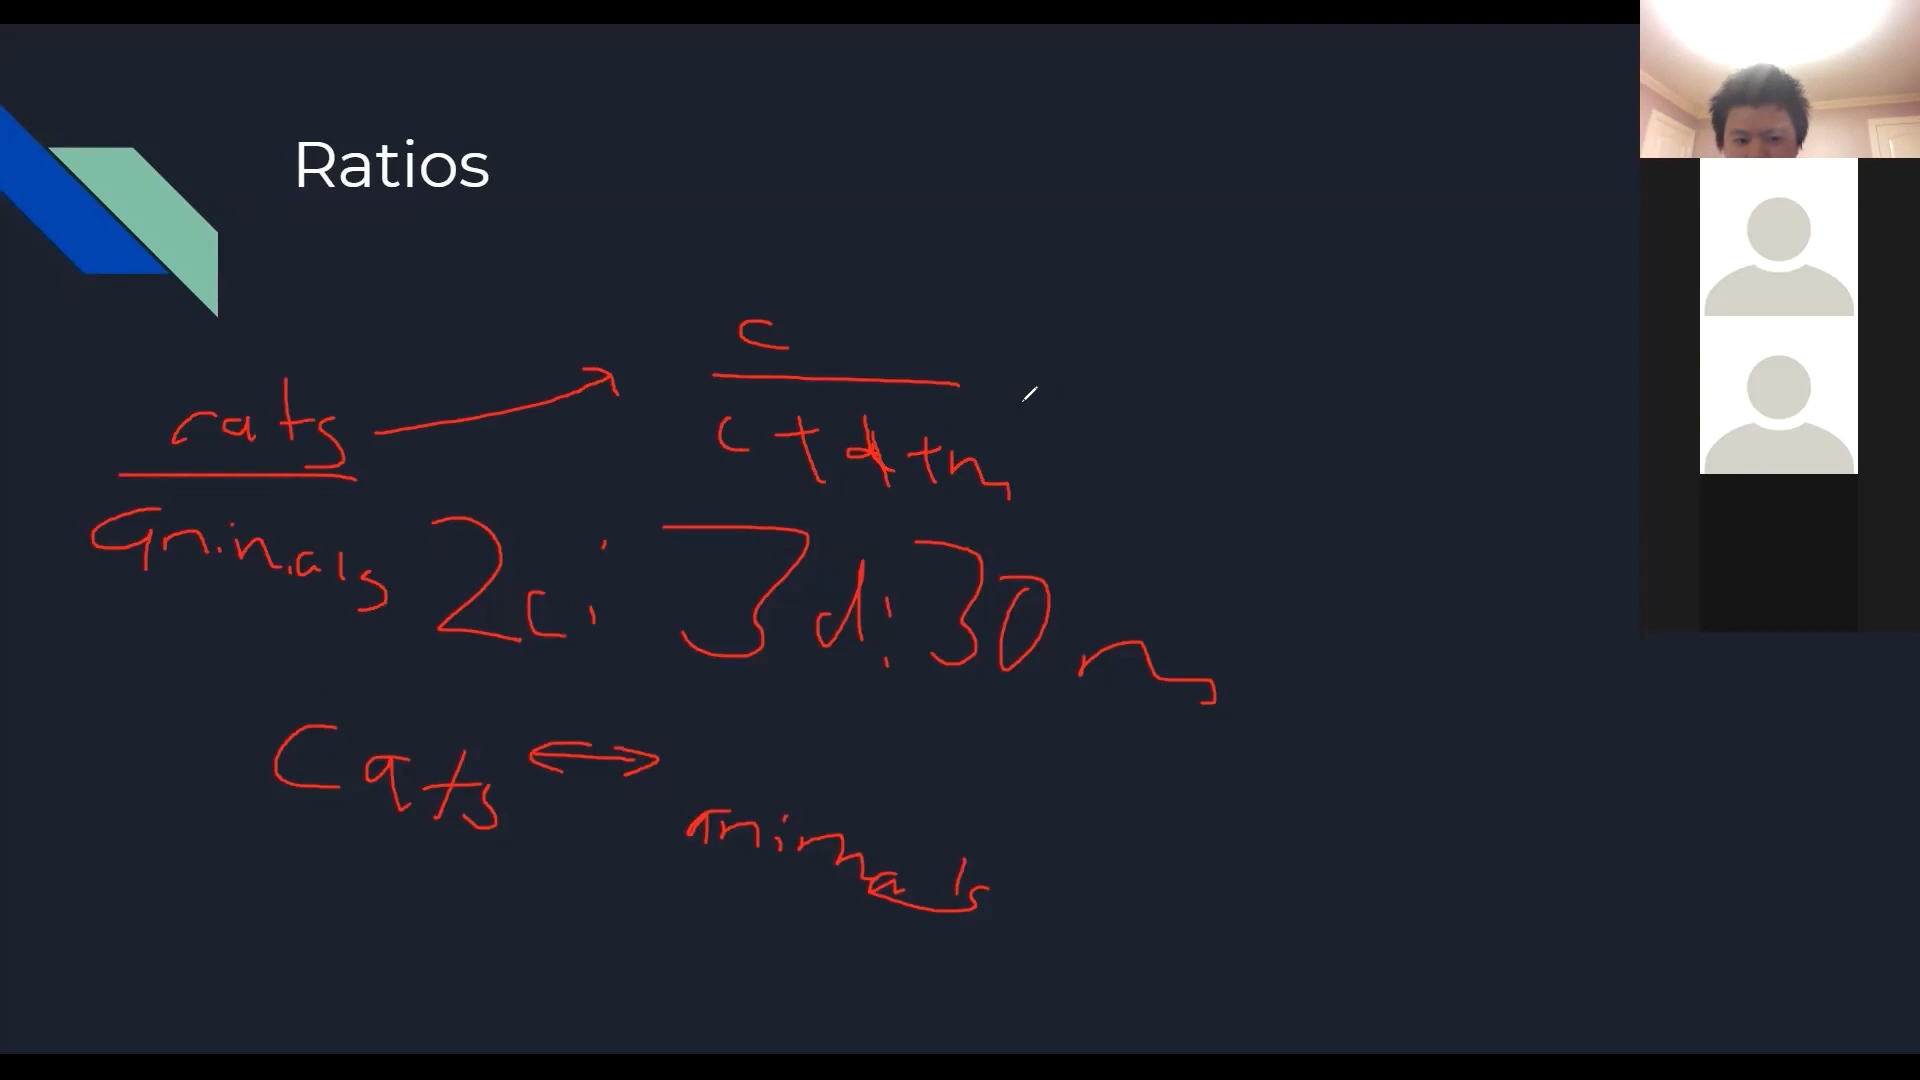 Ratios
c
cats
c+d+m
animals
2c:3d:30m
Cats
animals